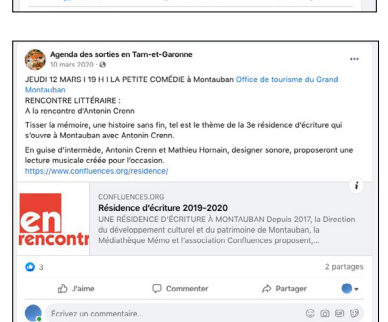 Agenda des sorties en Tarn-et-Garonne
10 mars 2020 ·
JEUDI 12 MARS I 19 H I LA PETITE COMÉDIE à Montauban Office de tourisme du Grand
Montauban
RENCONTRE LITTÉRAIRE :
A la rencontre d'Antonin Crenn
Tisser la mémoire, une histoire sans fin, tel est le thème de la 3e résidence d'écriture qui
s'ouvre à Montauban avec Antonin Crenn.
En guise d'intermède, Antonin Crenn et Mathieu Hornain, designer sonore, proposeront une
lecture musicale créée pour l'occasion.
https://www.confluences.org/residence/
en
rencontr
CONFLUENCES.ORG
Résidence d'écriture 2019-2020
UNE RÉSIDENCE D'ÉCRITURE À MONTAUBAN Depuis 2017, la Direction
du développement culturel et du patrimoine de Montauban, la
Médiathèque Mémo et l'association Confluences proposent,...
3
2 partages
J'aime Commenter Partager
Écrivez un commentaire...